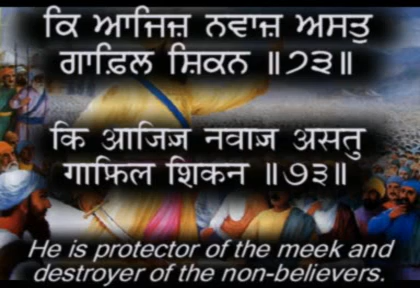 ਕਿ ਆਜਿਜ਼ ਨਵਾਜ਼ ਅਸਤੁ
ਗਾਫ਼ਿਲ ਸ਼ਿਕਨ ॥੭੩॥
कि आजिज़ नवाज़ असतु
ग़ाफ़िल शिकन ॥७३॥
He is protector of the meek and
destroyer of the non-believers.